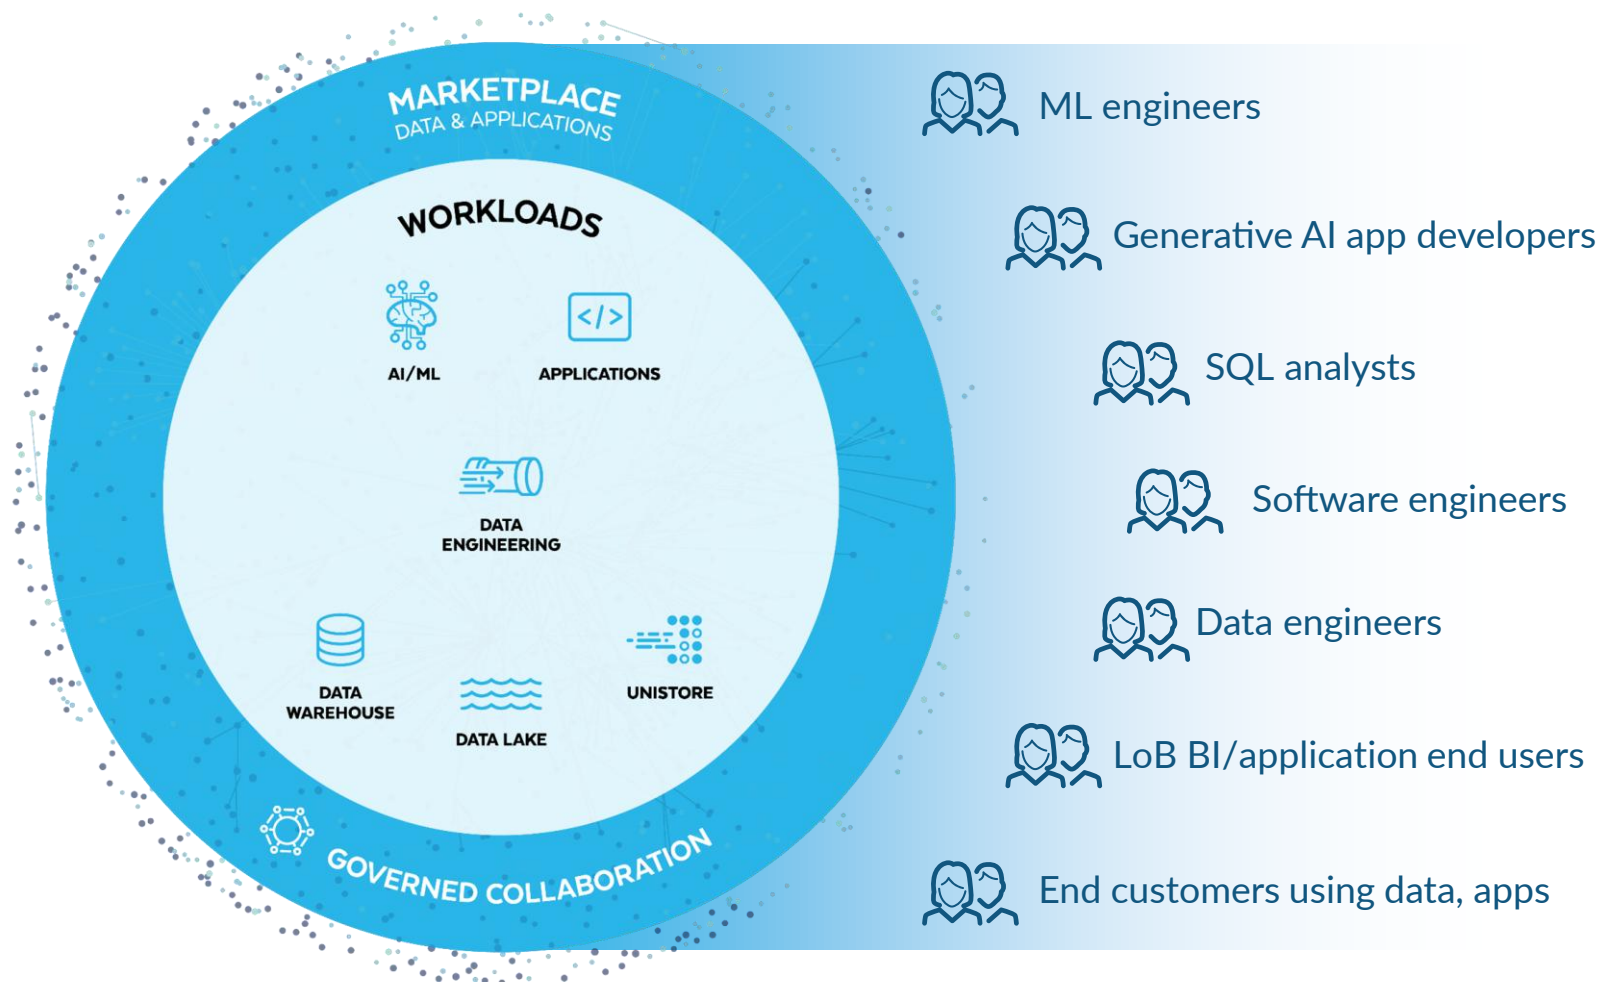 MARKETPLACE
DATA & APPLICATIONS
WORKLOADS
AI/ML
APPLICATIONS
DATA
ENGINEERING
DATA
WAREHOUSE
DATA LAKE
UNISTORE
GOVERNED COLLABORATION
ML engineers
Generative AI app developers
SQL analysts
Software engineers
Data engineers
LoB BI/application end users
End customers using data, apps